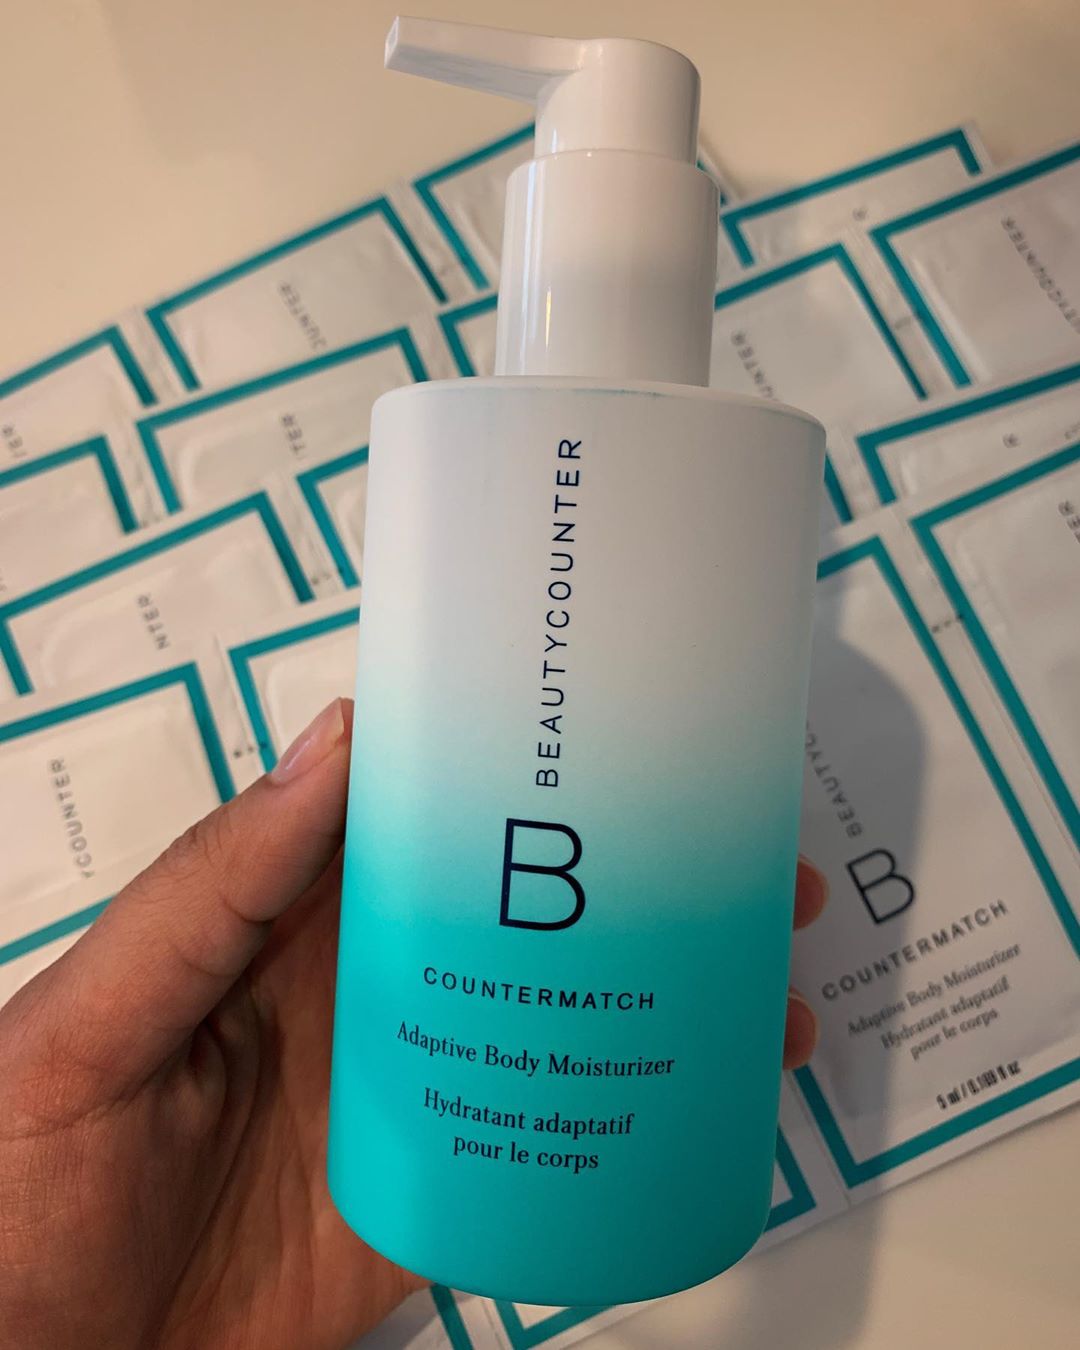 BEAUTYCOUNTER
B
COUNTERMATCH
Adaptive Body Moisturizer
Hydratant adaptatif
pour le corps
B
COUNTERMATCH
Adaptive Body Moisturizer
Hydratant adaptatif
pour le corps